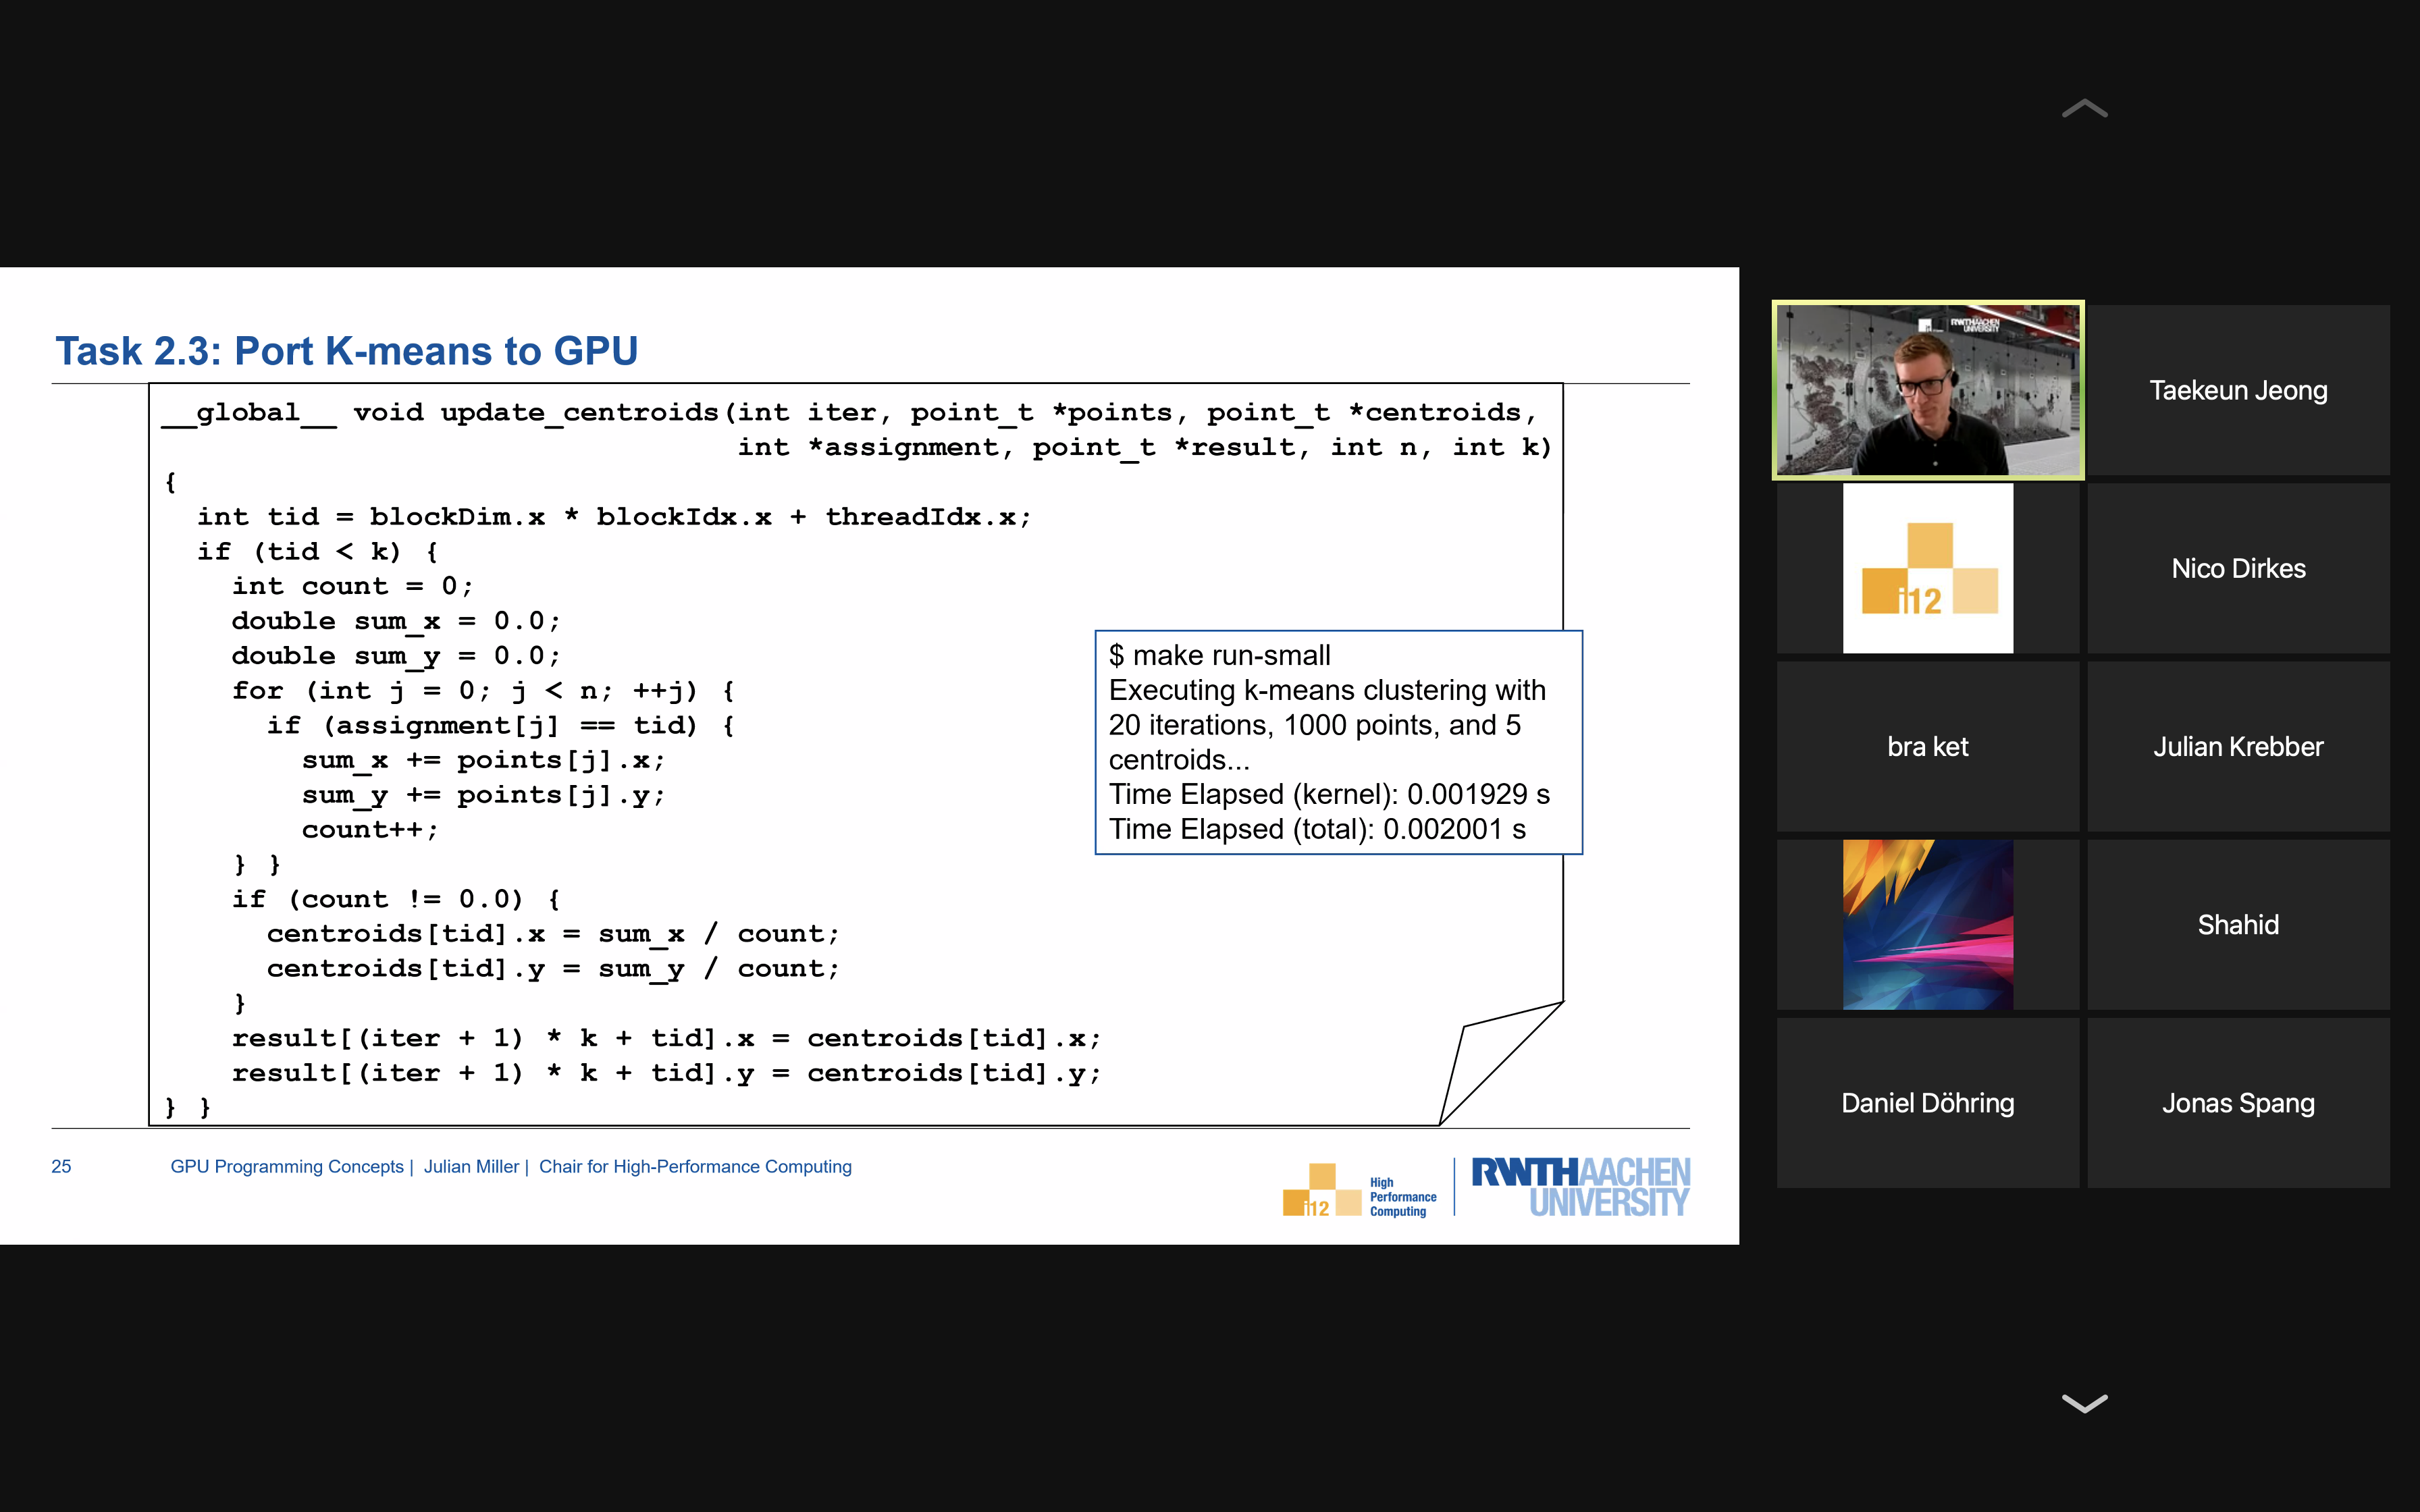 Task 2.3: Port K-means to GPU
__global__ void update_centroids(int iter, point_t *points, point_t *centroids,
int *assignment, point_t *result, int n, int k)
{
int tid = blockDim.x * blockIdx.x + threadIdx.x;
if (tid < k) {
int count = 0;
double sum_x = 0.0;
double sum_y = 0.0;
for (int j = 0; j < n; ++j) {
if (assignment[j] == tid) {
sum_x += points[j].x;
sum_y += points[j].y;
count++;
} }
if (count != 0.0) {
centroids[tid].x = sum_x / count;
centroids[tid].y = sum_y / count;
}
result[(iter + 1) * k + tid].x = centroids[tid].x;
result[(iter + 1) * k + tid].y = centroids[tid].y;
} }
$ make run-small
Executing k-means clustering with
20 iterations, 1000 points, and 5
centroids...
Time Elapsed (kernel): 0.001929 s
Time Elapsed (total): 0.002001 s
25
GPU Programming Concepts | Julian Miller | Chair for High-Performance Computing
i12
High
Performance
Computing
RWTHAACHEN
UNIVERSITY
RWTHAACHEN
UNIVERSITY
Taekeun Jeong
i12
Nico Dirkes
bra ket
Julian Krebber
Shahid
Daniel Döhring
Jonas Spang